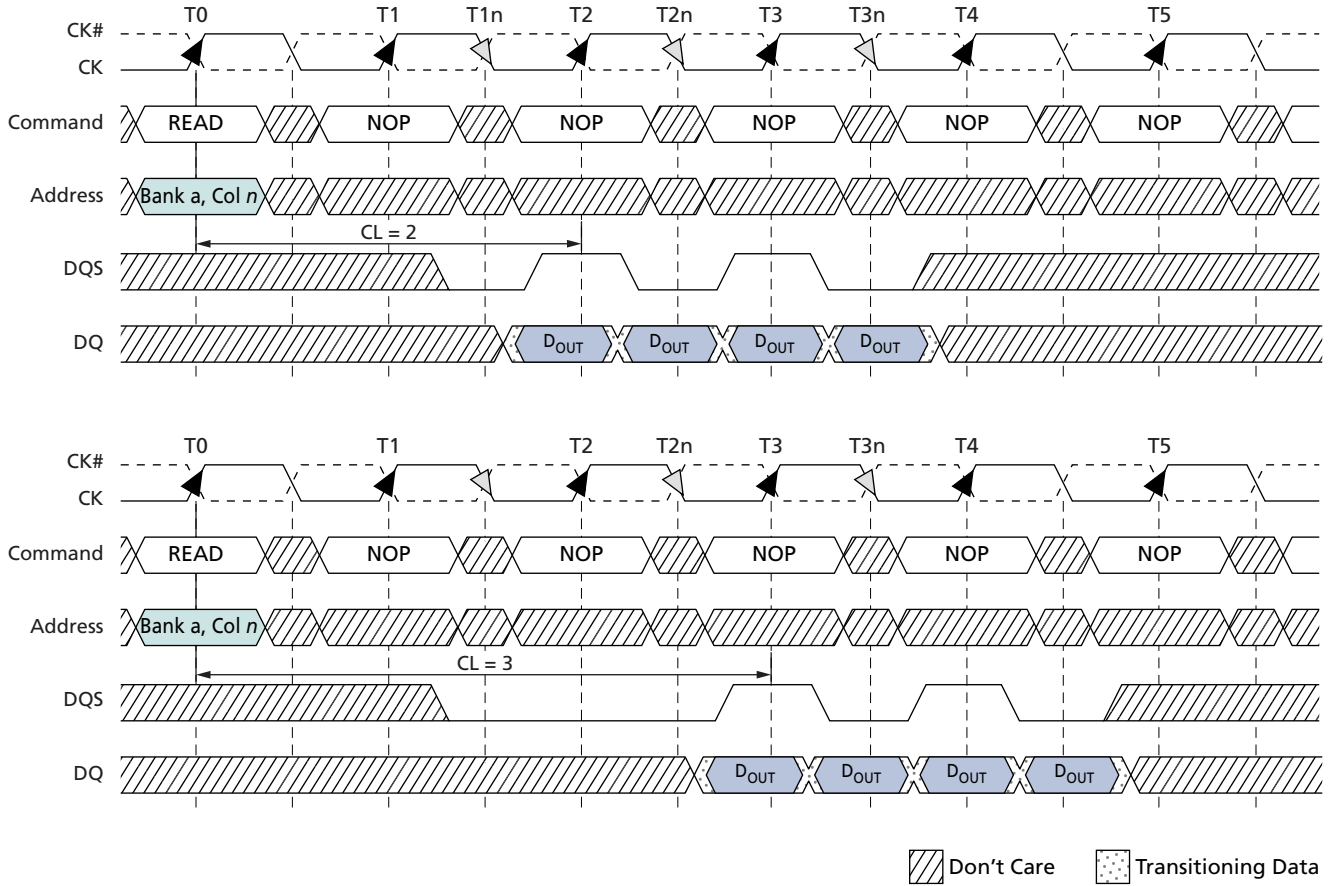 T0 T1 T1n T2 T2n T3 T3n T4 T5
CK#
CK
Command READ NOP NOP NOP NOP NOP
Address Bank a, Col n
CL = 2
DQS
DQ DOUT DOUT DOUT DOUT
T0 T1 T2 T2n T3 T3n T4 T5
CK#
CK
Command READ NOP NOP NOP NOP NOP
Address Bank a, Col n
CL = 3
DQS
DQ DOUT DOUT DOUT DOUT
Don't Care Transitioning Data